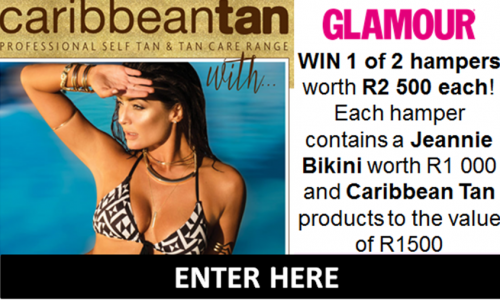 caribbeantan
PROFESSIONAL SELF TAN & TAN CARE RANGE
with...
GLAMOUR
WIN 1 of 2 hampers
worth R2 500 each!
Each hamper
contains a Jeannie
Bikini worth R1 000
and Caribbean Tan
products to the value
of R1500
ENTER HERE